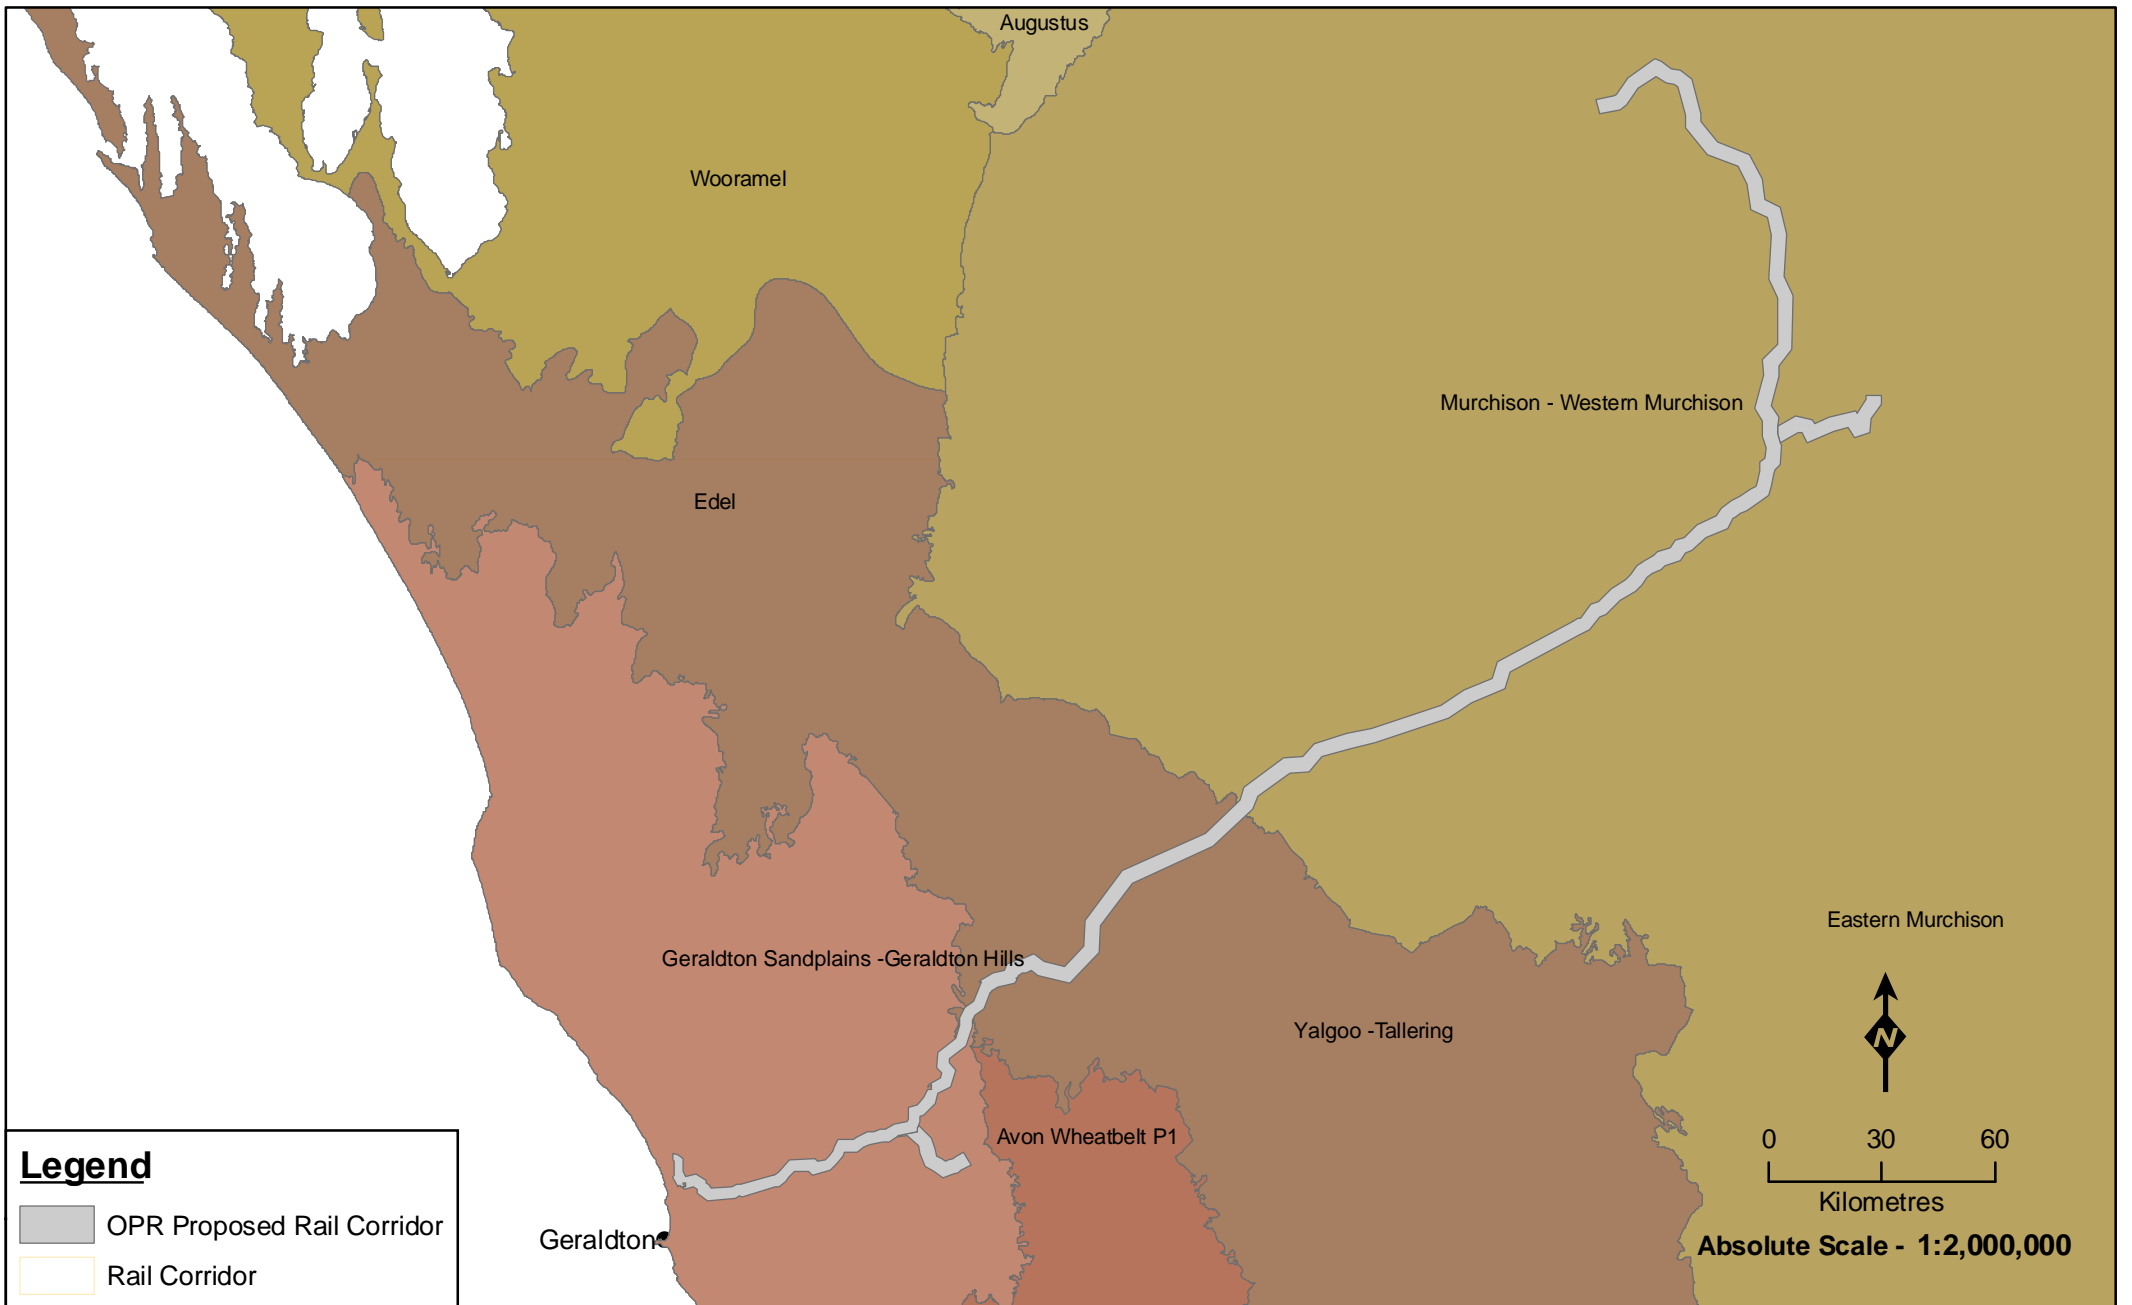 Augustus
Wooramel
Murchison - Western Murchison
Edel
Eastern Murchison
Geraldton Sandplains -Geraldton Hills
Yalgoo -Tallering
N
Avon Wheatbelt P1
0 30 60
Kilometres
Absolute Scale - 1:2,000,000
Geraldton
Legend
OPR Proposed Rail Corridor
Rail Corridor